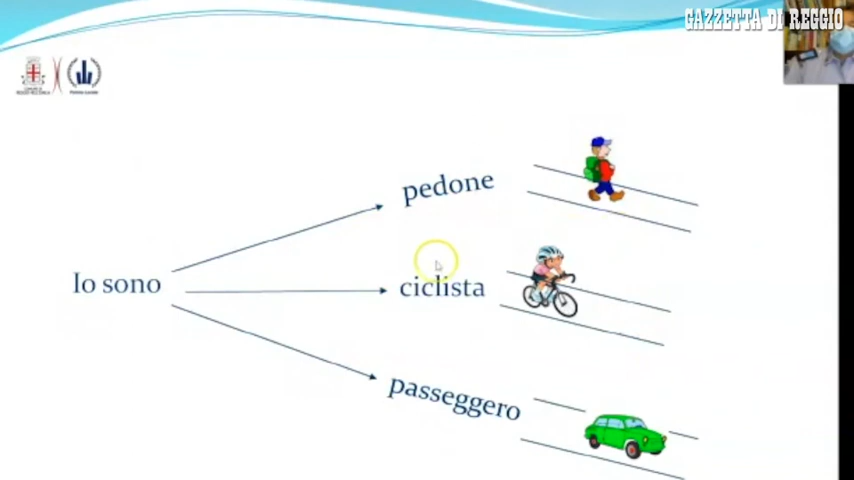 GAZZETTA DI REGGIO
pedone
Io sono
ciclista
passeggero